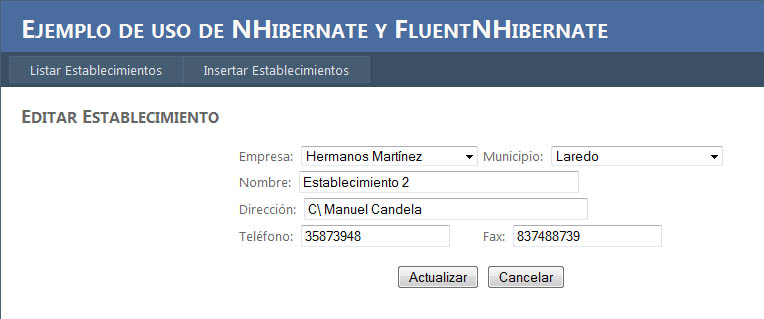 Ejemplo de uso de NHibernate y FluentNHibernate
Listar Establecimientos Insertar Establecimientos
Editar Establecimiento
Empresa: Hermanos Martínez Municipio: Laredo
Nombre: Establecimiento 2
Dirección: C\ Manuel Candela
Teléfono: 35873948 Fax: 837488739
Actualizar Cancelar